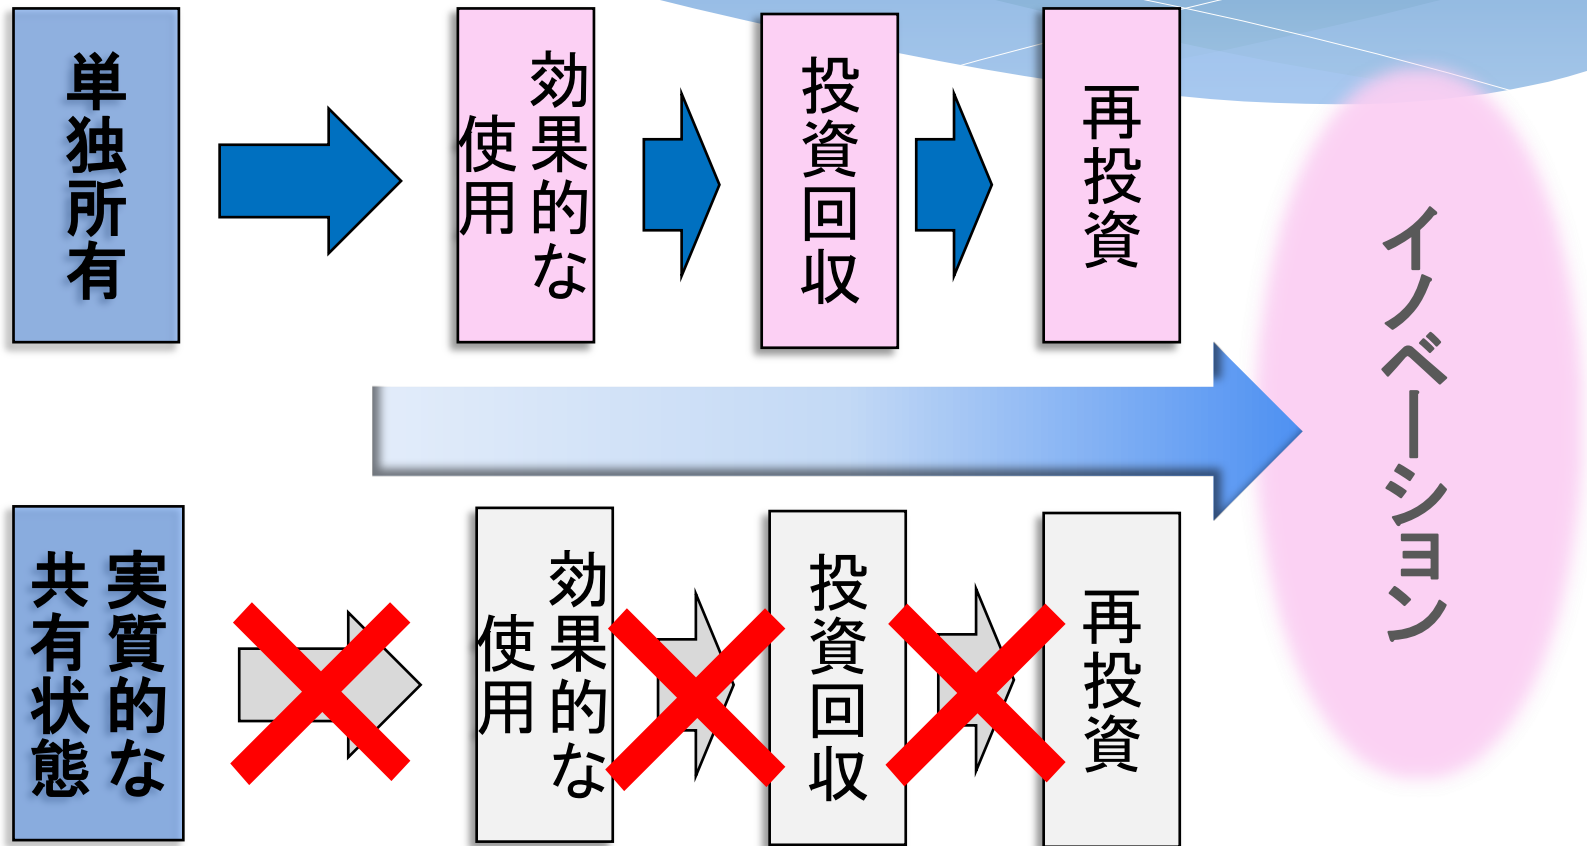 単独所有
効果的な
使用
投資回収
再投資
イノベーション
実質的な
共有状態
効果的な
使用
投資回収
再投資